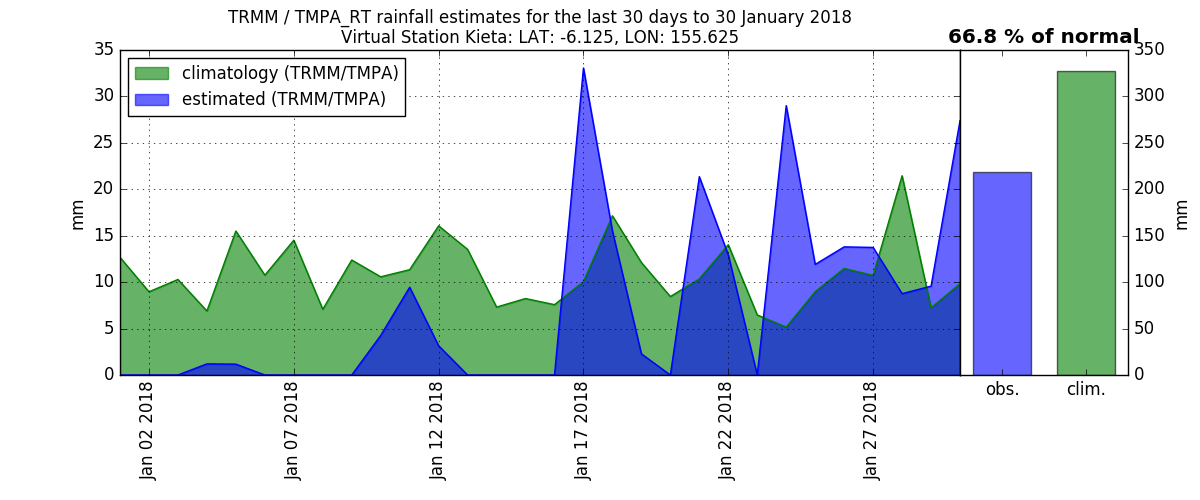 TRMM / TMPA_RT rainfall estimates for the last 30 days to 30 January 2018
Virtual Station Kieta: LAT: -6.125, LON: 155.625
66.8 % of normal
climatology (TRMM/TMPA)
estimated (TRMM/TMPA)
35
30
25
20
15
10
5
0
mm
Jan 02 2018
Jan 07 2018
Jan 12 2018
Jan 17 2018
Jan 22 2018
Jan 27 2018
obs.
clim.
350
300
250
200
150
100
50
0
mm